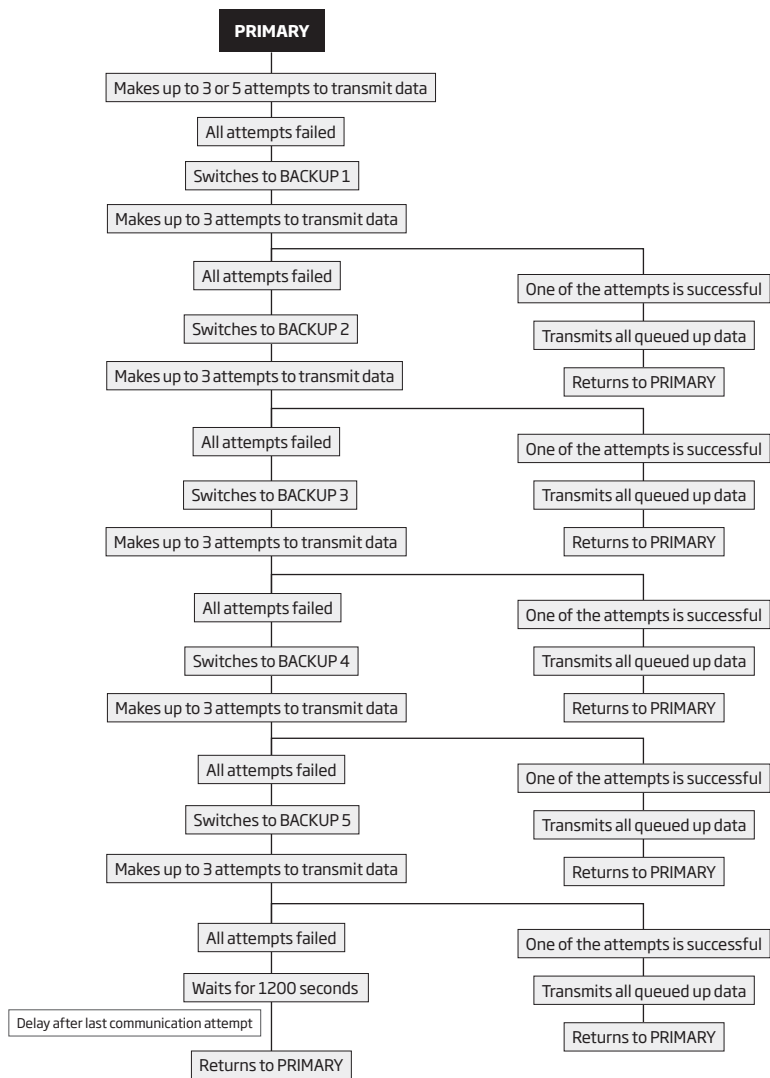 PRIMARY
Makes up to 3 or 5 attempts to transmit data
All attempts failed
Switches to BACKUP 1
Makes up to 3 attempts to transmit data
All attempts failed
One of the attempts is successful
Switches to BACKUP 2
Transmits all queued up data
Makes up to 3 attempts to transmit data
Returns to PRIMARY
All attempts failed
One of the attempts is successful
Switches to BACKUP 3
Transmits all queued up data
Makes up to 3 attempts to transmit data
Returns to PRIMARY
All attempts failed
One of the attempts is successful
Switches to BACKUP 4
Transmits all queued up data
Makes up to 3 attempts to transmit data
Returns to PRIMARY
All attempts failed
One of the attempts is successful
Switches to BACKUP 5
Transmits all queued up data
Makes up to 3 attempts to transmit data
Returns to PRIMARY
All attempts failed
One of the attempts is successful
Waits for 1200 seconds
Transmits all queued up data
Delay after last communication attempt
Returns to PRIMARY
Returns to PRIMARY